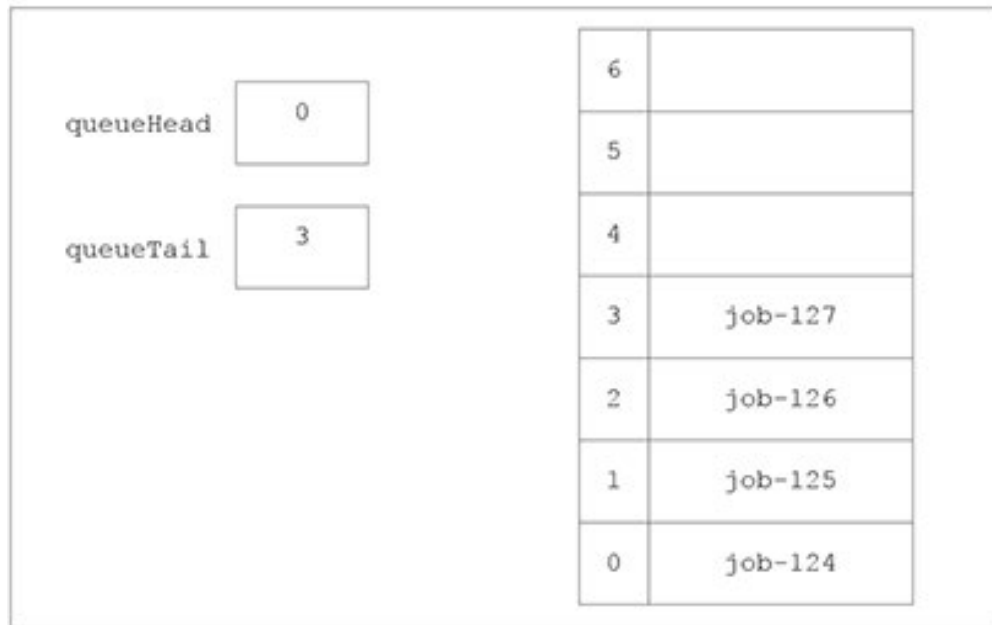 queueHead 0
queueTail 3
6
5
4
3 job-127
2 job-126
1 job-125
0 job-124